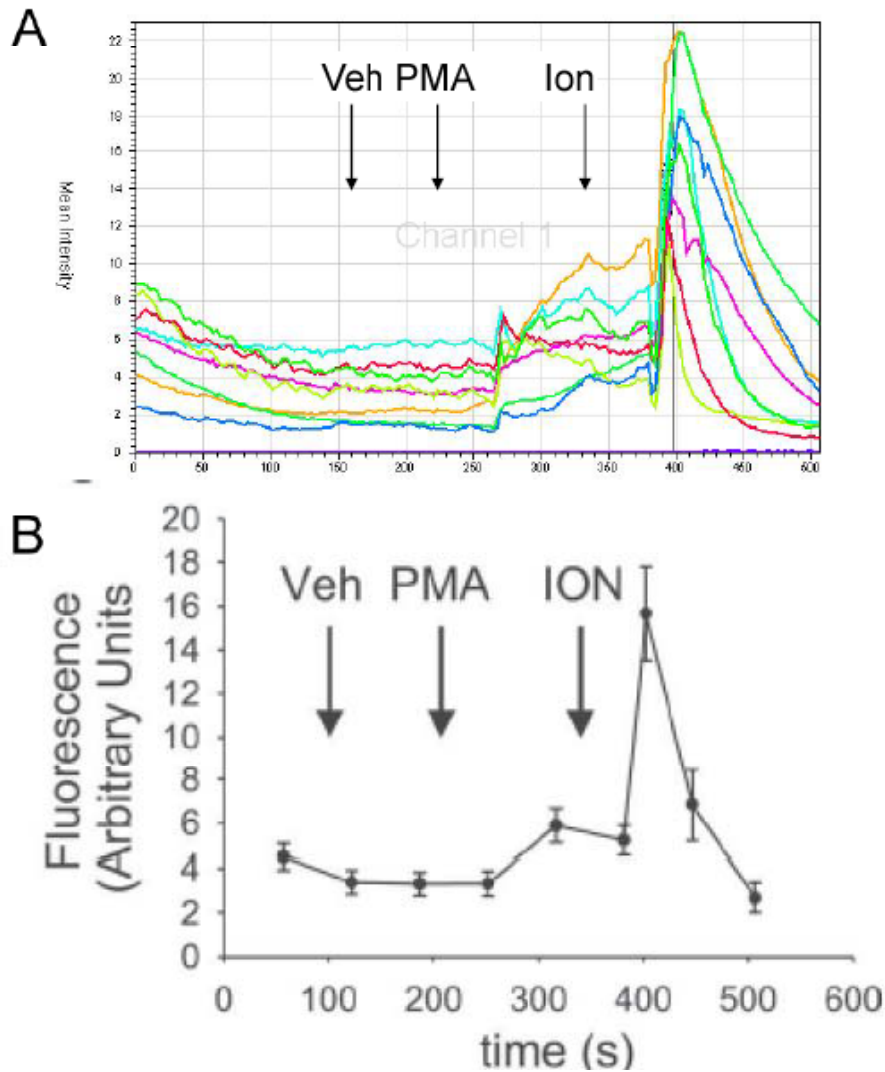 A
Veh PMA Ion
Channel 1
Mean Intensity
22
20
18
16
14
12
10
8
6
4
2
0
0 50 100 150 200 250 300 350 400 450 500
B
Veh PMA ION
Fluorescence
(Arbitrary Units
20
18
16
14
12
10
8
6
4
2
0
0 100 200 300 400 500 600
time (s)